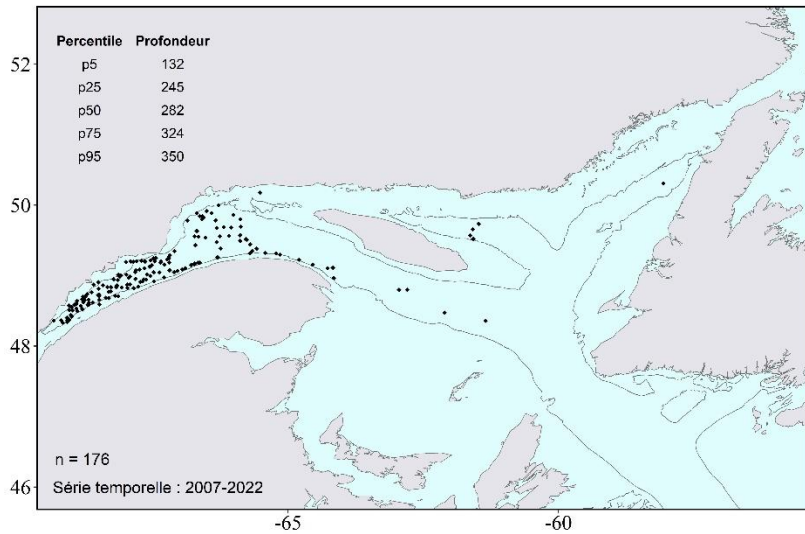 Percentile Profondeur
p5 132
p25 245
p50 282
p75 324
p95 350
52
50
48
46
n = 176
Série temporelle : 2007-2022
-65 -60